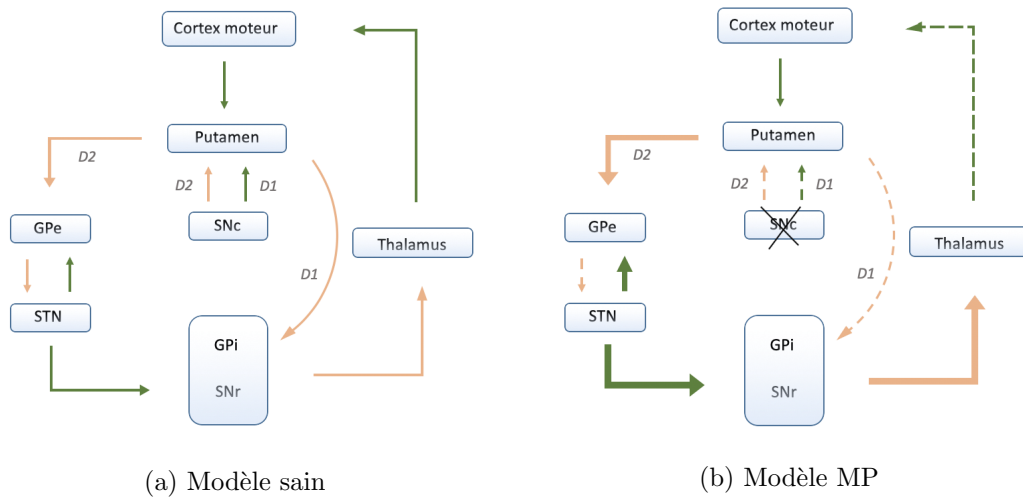 Cortex moteur
Putamen
D2
D2
D1
GPe
SNc
Thalamus
D1
STN
GPi
SNr
(a) Modèle sain
Cortex moteur
Putamen
D2
D2
D1
GPe
SNc
Thalamus
D1
STN
GPi
SNr
(b) Modèle MP